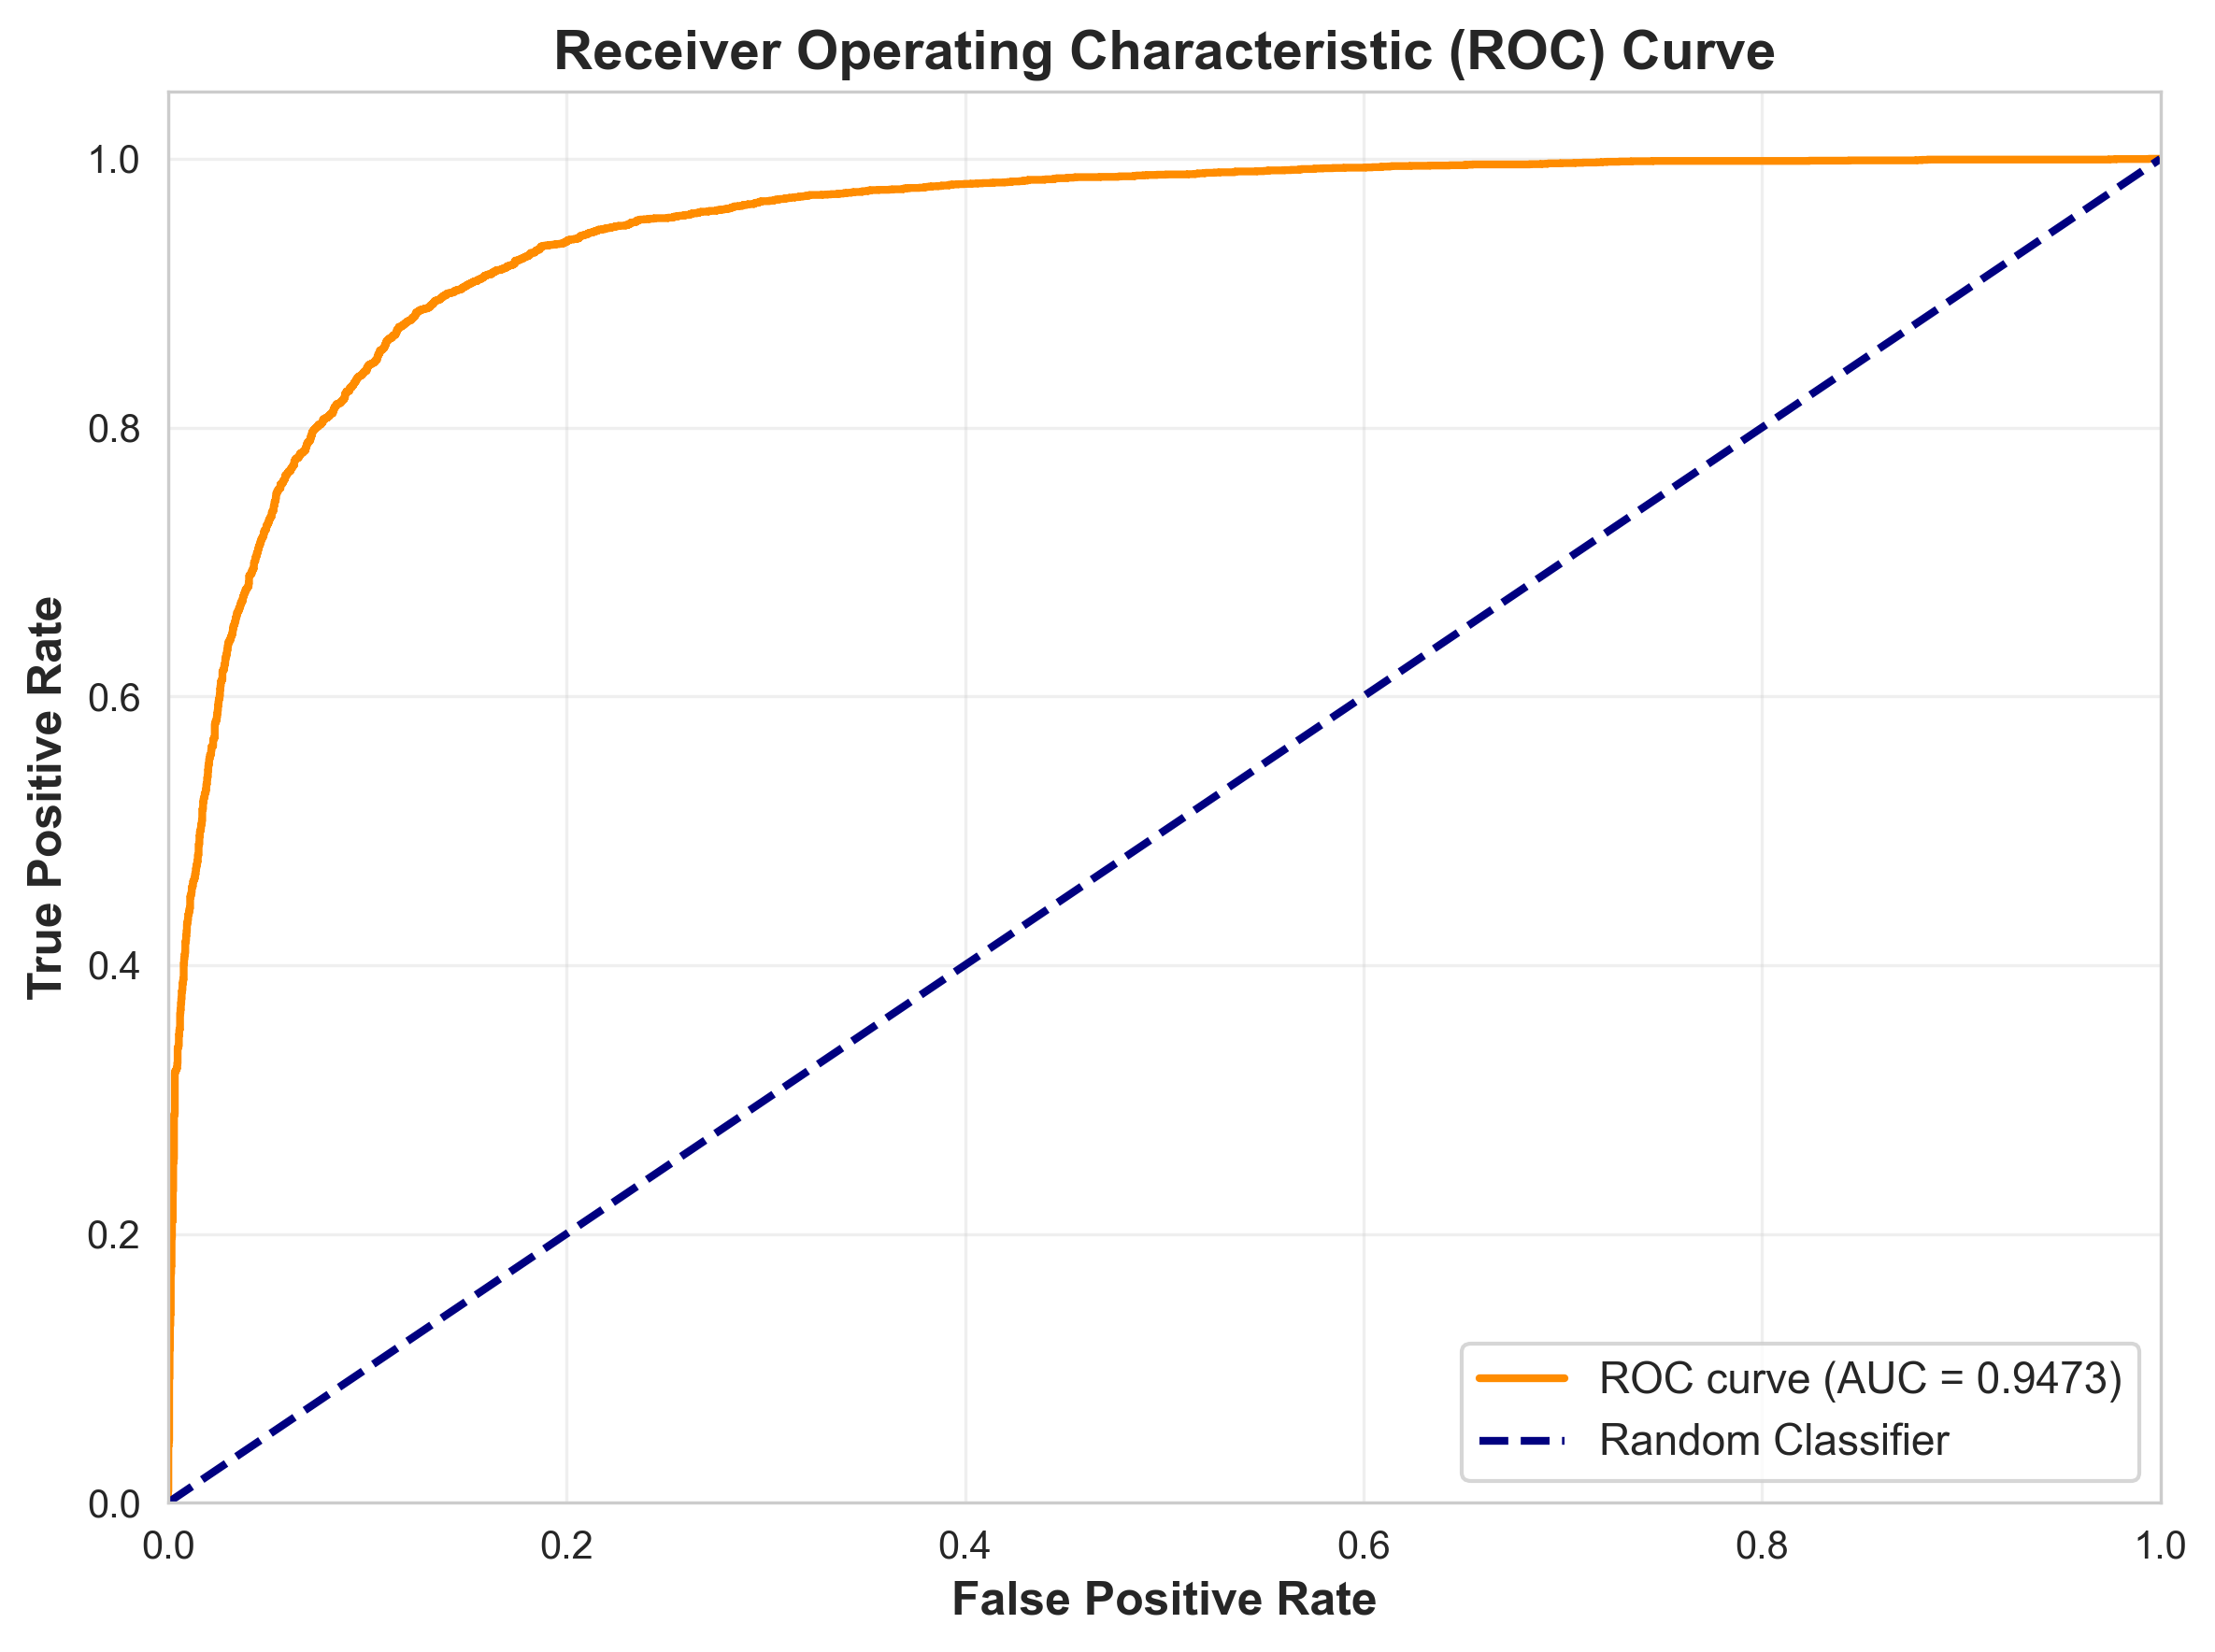 Receiver Operating Characteristic (ROC) Curve
True Positive Rate
1.0
0.8
0.6
0.4
0.2
0.0
0.0 0.2 0.4 0.6 0.8 1.0
False Positive Rate
ROC curve (AUC = 0.9473)
Random Classifier